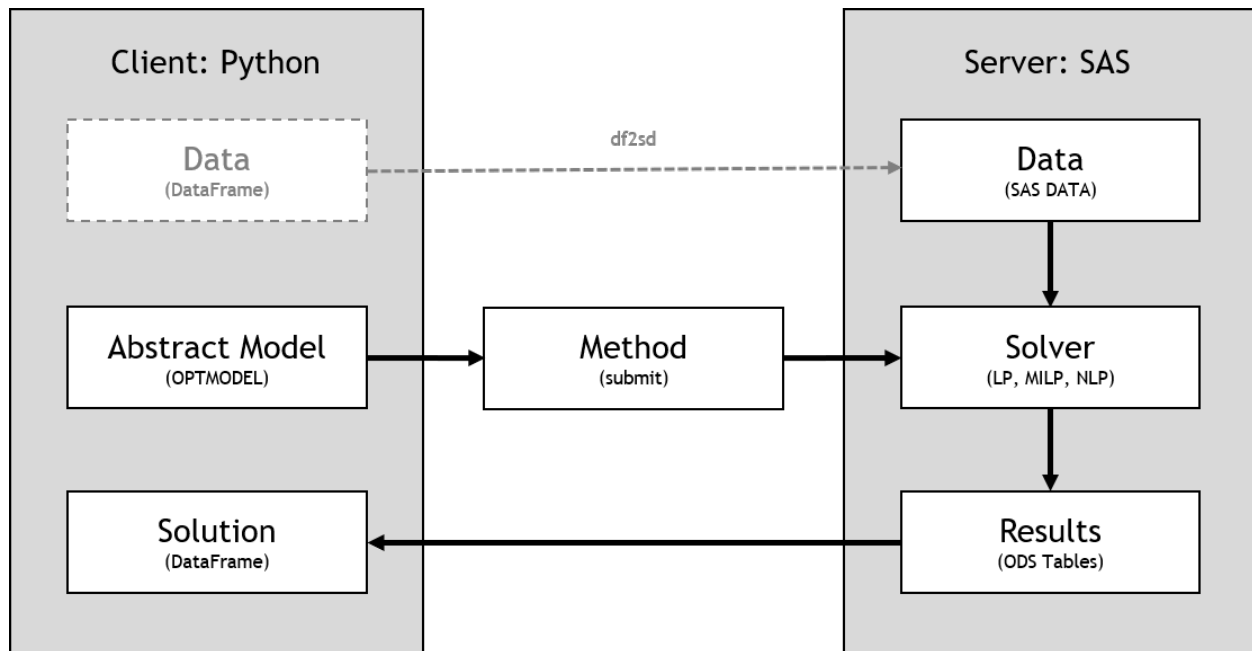 Client: Python
Server: SAS
Data
(DataFrame)
df2sd
Data
(SAS DATA)
Abstract Model
(OPTMODEL)
Method
(submit)
Solver
(LP, MILP, NLP)
Solution
(DataFrame)
Results
(ODS Tables)